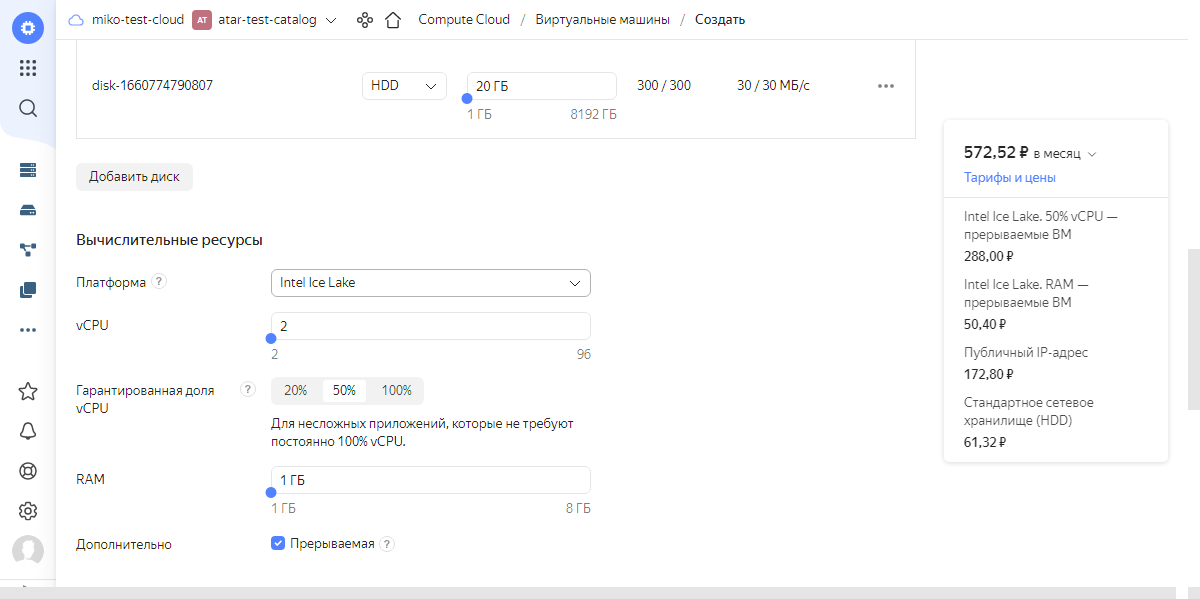 miko-test-cloud AT atar-test-catalog Compute Cloud / Виртуальные машины / Создать
disk-1660774790807 HDD 20 ГБ 300 / 300 30 / 30 МБ/с
1 ГБ 8192 ГБ
Добавить диск
Вычислительные ресурсы
Платформа ? Intel Ice Lake
vCPU 2
2 96
Гарантированная доля vCPU ? 20% 50% 100%
Для несложных приложений, которые не требуют
постоянно 100% vCPU.
RAM 1 ГБ
1 ГБ 8 ГБ
Дополнительно Прерываемая ?
572,52 ₽ в месяц
Тарифы и цены
Intel Ice Lake. 50% vCPU —
прерываемые ВМ
288,00 ₽
Intel Ice Lake. RAM —
прерываемые ВМ
50,40 ₽
Публичный IP-адрес
172,80 ₽
Стандартное сетевое
хранилище (HDD)
61,32 ₽